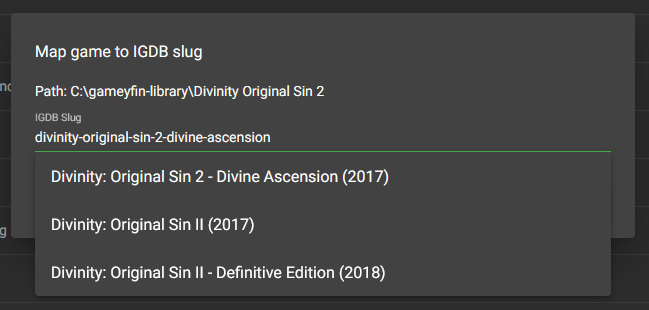 Map game to IGDB slug
Path: C:\gameyfin-library\Divinity Original Sin 2
IGDB Slug
divinity-original-sin-2-divine-ascension
Divinity: Original Sin 2 - Divine Ascension (2017)
Divinity: Original Sin II (2017)
Divinity: Original Sin II - Definitive Edition (2018)